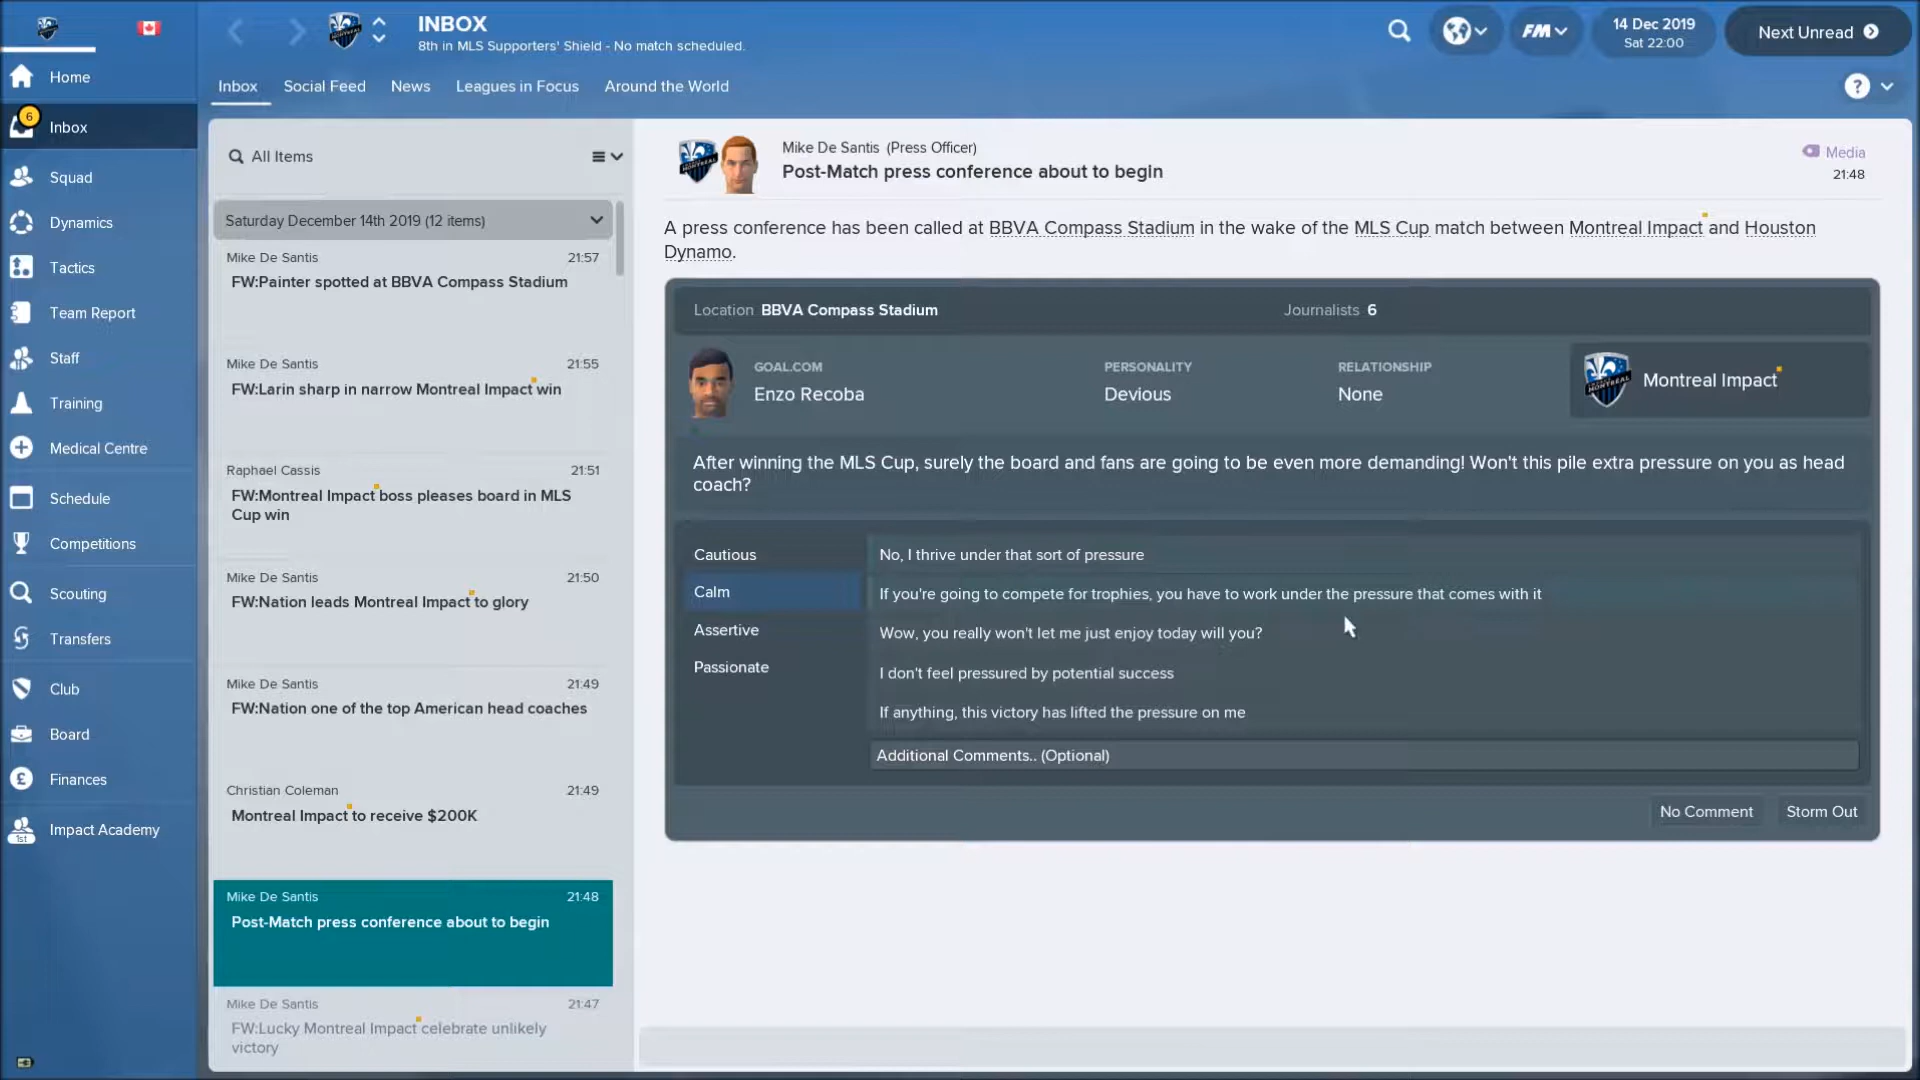 INBOX
8th in MLS Supporters' Shield - No match scheduled.
FM
14 Dec 2019
Sat 22:00
Next Unread
Home
6
Inbox
Squad
Dynamics
Tactics
Team Report
Staff
Training
Medical Centre
Schedule
Competitions
Scouting
Transfers
Club
Board
Finances
1st
Impact Academy
Inbox
Social Feed
News
Leagues in Focus
Around the World
?
All Items
Saturday December 14th 2019 (12 items)
Mike De Santis 21:57
FW:Painter spotted at BBVA Compass Stadium
Mike De Santis 21:55
FW:Larin sharp in narrow Montreal Impact win
Raphael Cassis 21:51
FW:Montreal Impact boss pleases board in MLS
Cup win
Mike De Santis 21:50
FW:Nation leads Montreal Impact to glory
Mike De Santis 21:49
FW:Nation one of the top American head coaches
Christian Coleman 21:49
Montreal Impact to receive $200K
Mike De Santis 21:48
Post-Match press conference about to begin
Mike De Santis 21:47
FW:Lucky Montreal Impact celebrate unlikely
victory
Mike De Santis (Press Officer)
Post-Match press conference about to begin
Media
21:48
A press conference has been called at BBVA Compass Stadium in the wake of the MLS Cup match between Montreal Impact and Houston
Dynamo.
Location BBVA Compass Stadium
Journalists 6
GOAL.COM
Enzo Recoba
PERSONALITY
Devious
RELATIONSHIP
None
Montreal Impact
After winning the MLS Cup, surely the board and fans are going to be even more demanding! Won't this pile extra pressure on you as head
coach?
Cautious
Calm
Assertive
Passionate
No, I thrive under that sort of pressure
If you're going to compete for trophies, you have to work under the pressure that comes with it
Wow, you really won't let me just enjoy today will you?
I don't feel pressured by potential success
If anything, this victory has lifted the pressure on me
Additional Comments.. (Optional)
No Comment
Storm Out